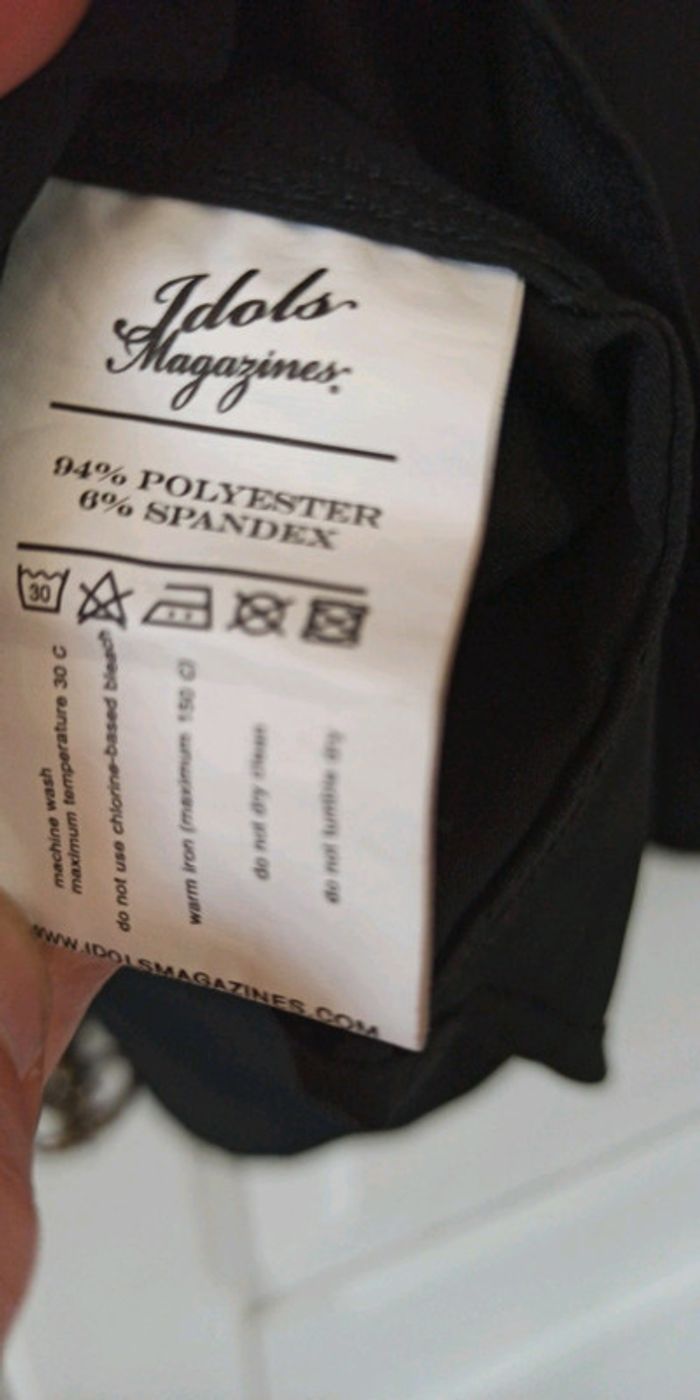 Idols
Magazines.
94% POLYESTER
6% SPANDEX
30
machine wash
maximum temperature 30 C
do not use chlorine-based bleach
warm iron (maximum 150 C)
do not dry clean
do not tumble dry
WWW.IDOLSMAGAZINES.COM